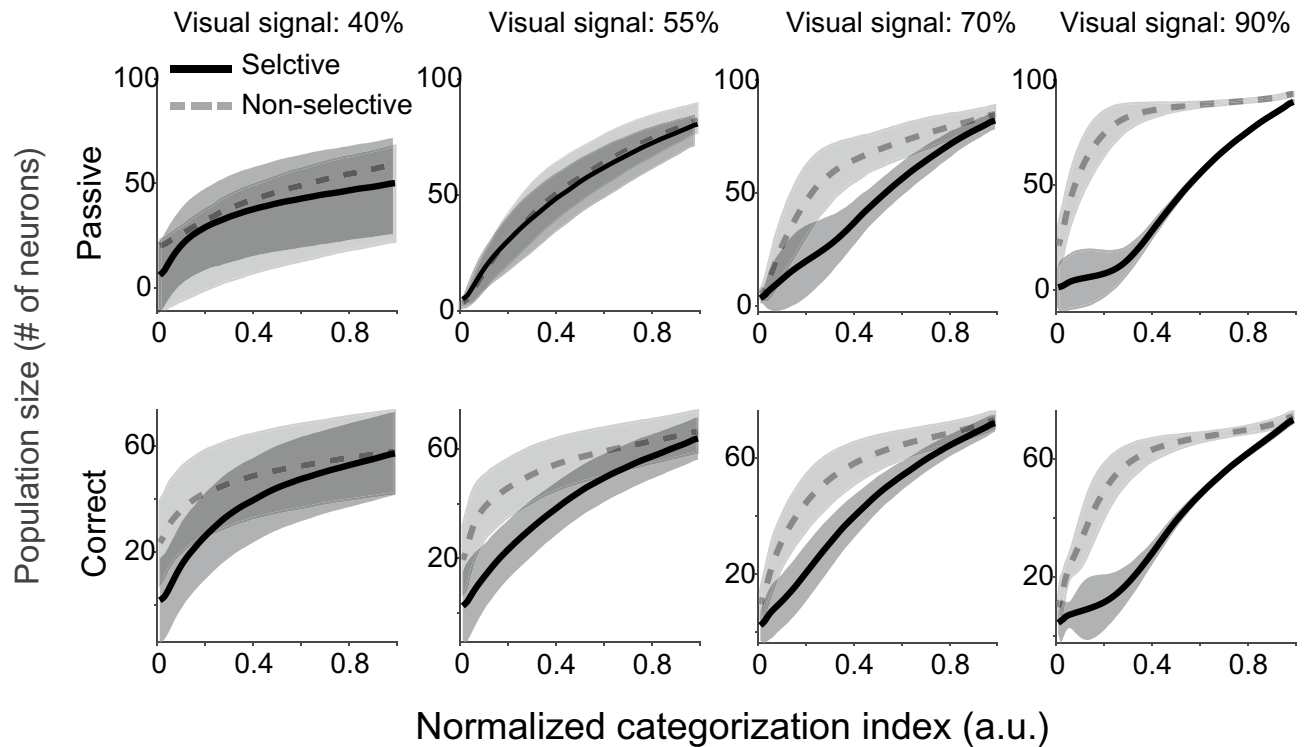 Visual signal: 40% Visual signal: 55% Visual signal: 70% Visual signal: 90%
Selctive
Non-selective
Population size (# of neurons)
Passive
100 100 100 100
50 50 50 50
0 0 0 0
0 0.4 0.8 0 0.4 0.8 0 0.4 0.8 0 0.4 0.8
Correct
60 60 60 60
20 20 20 20
0 0.4 0.8 0 0.4 0.8 0 0.4 0.8 0 0.4 0.8
Normalized categorization index (a.u.)